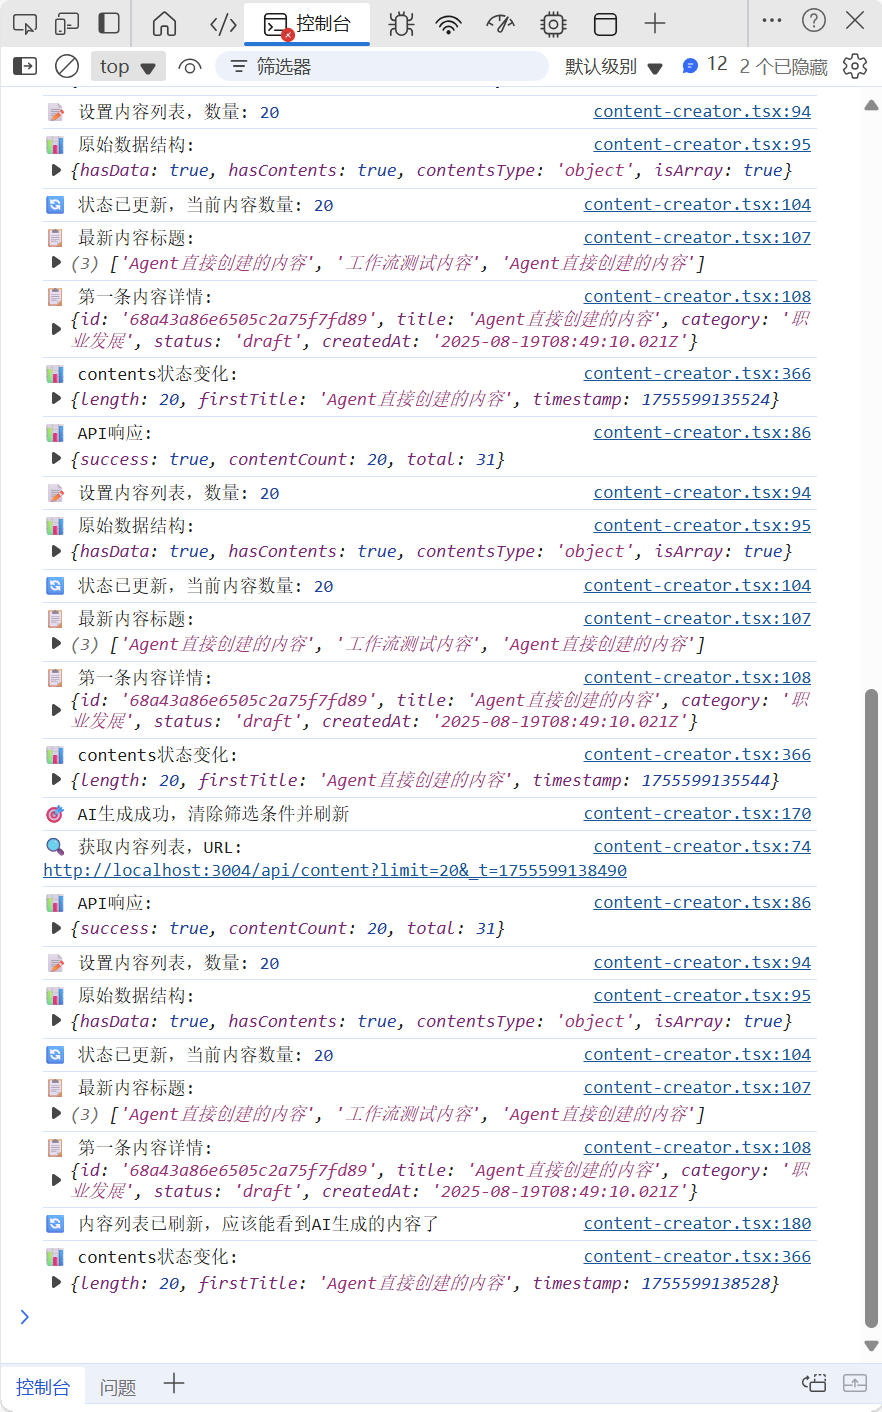 控制台
top
筛选器
默认级别
12
2 个已隐藏
设置内容列表，数量: 20 content-creator.tsx:94
原始数据结构: content-creator.tsx:95
{hasData: true, hasContents: true, contentsType: 'object', isArray: true}
状态已更新，当前内容数量: 20 content-creator.tsx:104
最新内容标题: content-creator.tsx:107
(3) ['Agent直接创建的内容', '工作流测试内容', 'Agent直接创建的内容']
第一条内容详情: content-creator.tsx:108
{id: '68a43a86e6505c2a75f7fd89', title: 'Agent直接创建的内容', category: '职
业发展', status: 'draft', createdAt: '2025-08-19T08:49:10.021Z'}
contents状态变化: content-creator.tsx:366
{length: 20, firstTitle: 'Agent直接创建的内容', timestamp: 1755599135524}
API响应: content-creator.tsx:86
{success: true, contentCount: 20, total: 31}
设置内容列表，数量: 20 content-creator.tsx:94
原始数据结构: content-creator.tsx:95
{hasData: true, hasContents: true, contentsType: 'object', isArray: true}
状态已更新，当前内容数量: 20 content-creator.tsx:104
最新内容标题: content-creator.tsx:107
(3) ['Agent直接创建的内容', '工作流测试内容', 'Agent直接创建的内容']
第一条内容详情: content-creator.tsx:108
{id: '68a43a86e6505c2a75f7fd89', title: 'Agent直接创建的内容', category: '职
业发展', status: 'draft', createdAt: '2025-08-19T08:49:10.021Z'}
contents状态变化: content-creator.tsx:366
{length: 20, firstTitle: 'Agent直接创建的内容', timestamp: 1755599135544}
AI生成成功，清除筛选条件并刷新 content-creator.tsx:170
获取内容列表，URL: content-creator.tsx:74
http://localhost:3004/api/content?limit=20&_t=1755599138490
API响应: content-creator.tsx:86
{success: true, contentCount: 20, total: 31}
设置内容列表，数量: 20 content-creator.tsx:94
原始数据结构: content-creator.tsx:95
{hasData: true, hasContents: true, contentsType: 'object', isArray: true}
状态已更新，当前内容数量: 20 content-creator.tsx:104
最新内容标题: content-creator.tsx:107
(3) ['Agent直接创建的内容', '工作流测试内容', 'Agent直接创建的内容']
第一条内容详情: content-creator.tsx:108
{id: '68a43a86e6505c2a75f7fd89', title: 'Agent直接创建的内容', category: '职
业发展', status: 'draft', createdAt: '2025-08-19T08:49:10.021Z'}
内容列表已刷新，应该能看到AI生成的内容了 content-creator.tsx:180
contents状态变化: content-creator.tsx:366
{length: 20, firstTitle: 'Agent直接创建的内容', timestamp: 1755599138528}
控制台
问题